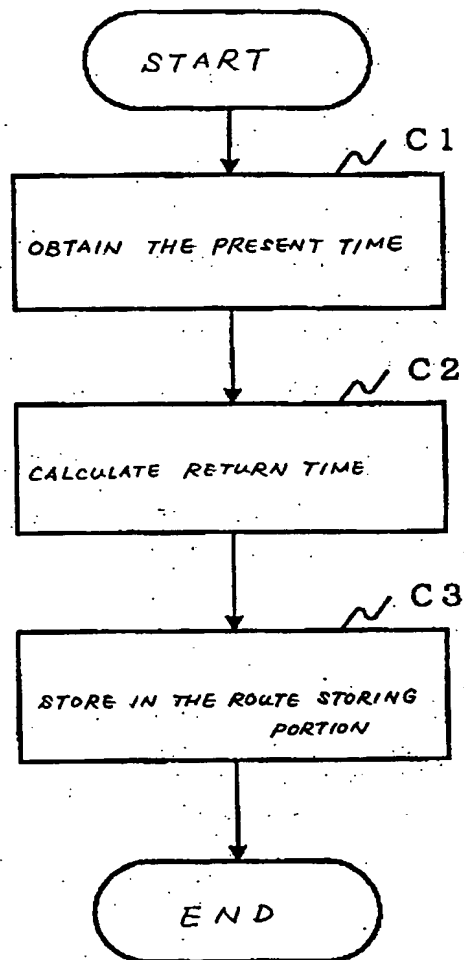 START
C1
OBTAIN THE PRESENT TIME
C2
CALCULATE RETURN TIME
C3
STORE IN THE ROUTE STORING
PORTION
END